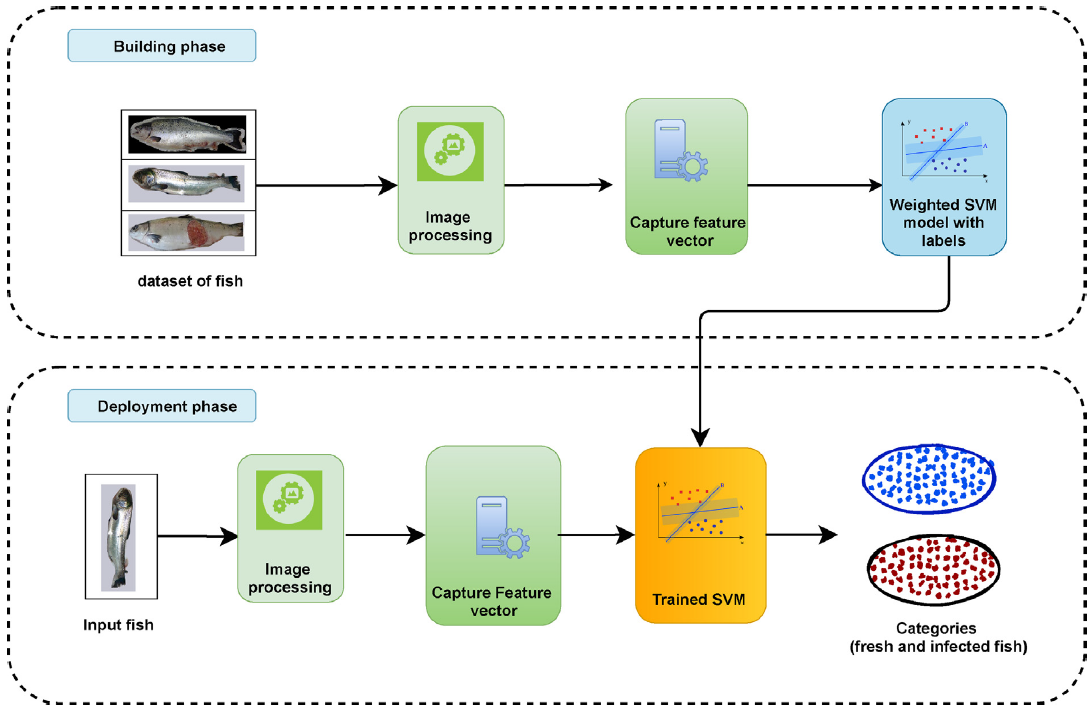 Building phase
dataset of fish
Image
processing
Capture feature
vector
y
B
A
x
Weighted SVM
model with
labels
Deployment phase
Input fish
Image
processing
Capture Feature
vector
y
B
A
x
Trained SVM
Categories
(fresh and infected fish)